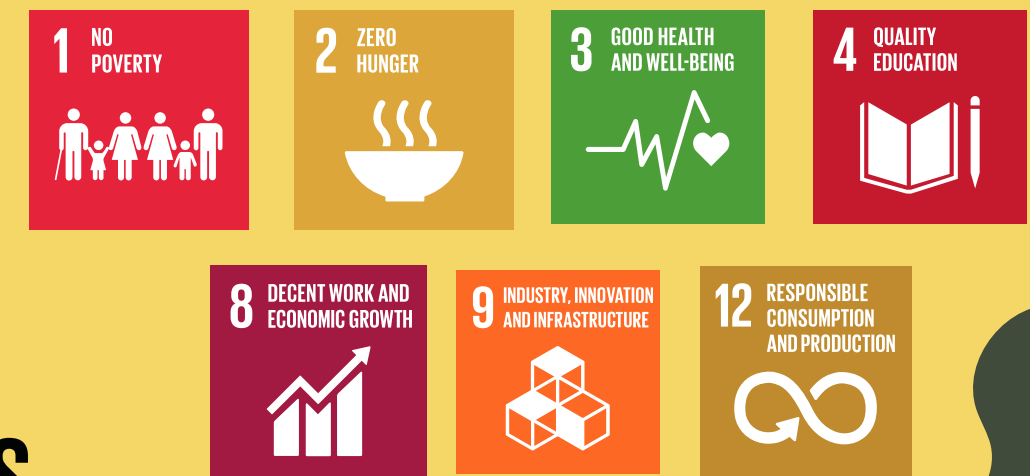 1 NO
POVERTY
2 ZERO
HUNGER
3 GOOD HEALTH
AND WELL-BEING
4 QUALITY
EDUCATION
8 DECENT WORK AND
ECONOMIC GROWTH
9 INDUSTRY, INNOVATION
AND INFRASTRUCTURE
12 RESPONSIBLE
CONSUMPTION
AND PRODUCTION